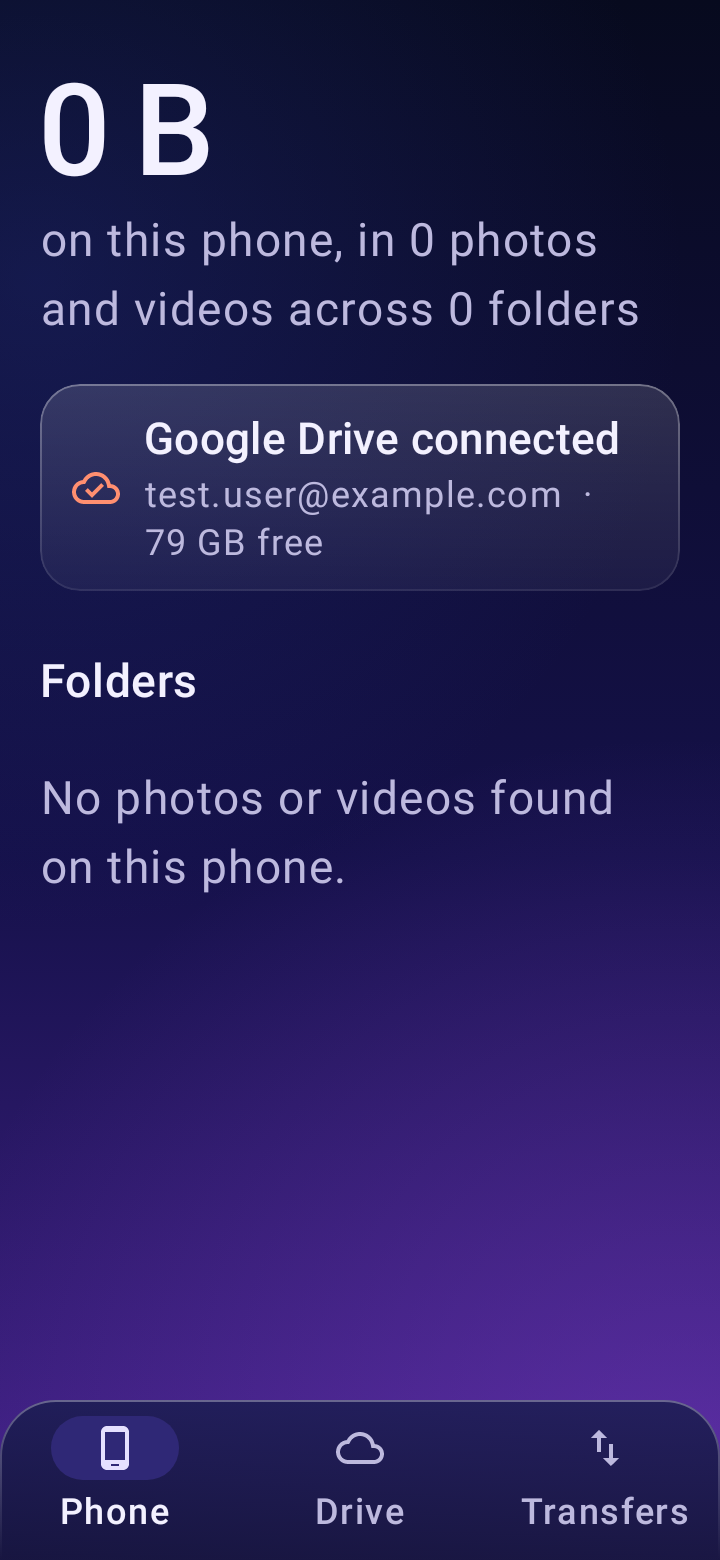 0 B
on this phone, in 0 photos
and videos across 0 folders
Google Drive connected
test.user@example.com ·
79 GB free
Folders
No photos or videos found
on this phone.
Phone
Drive
Transfers